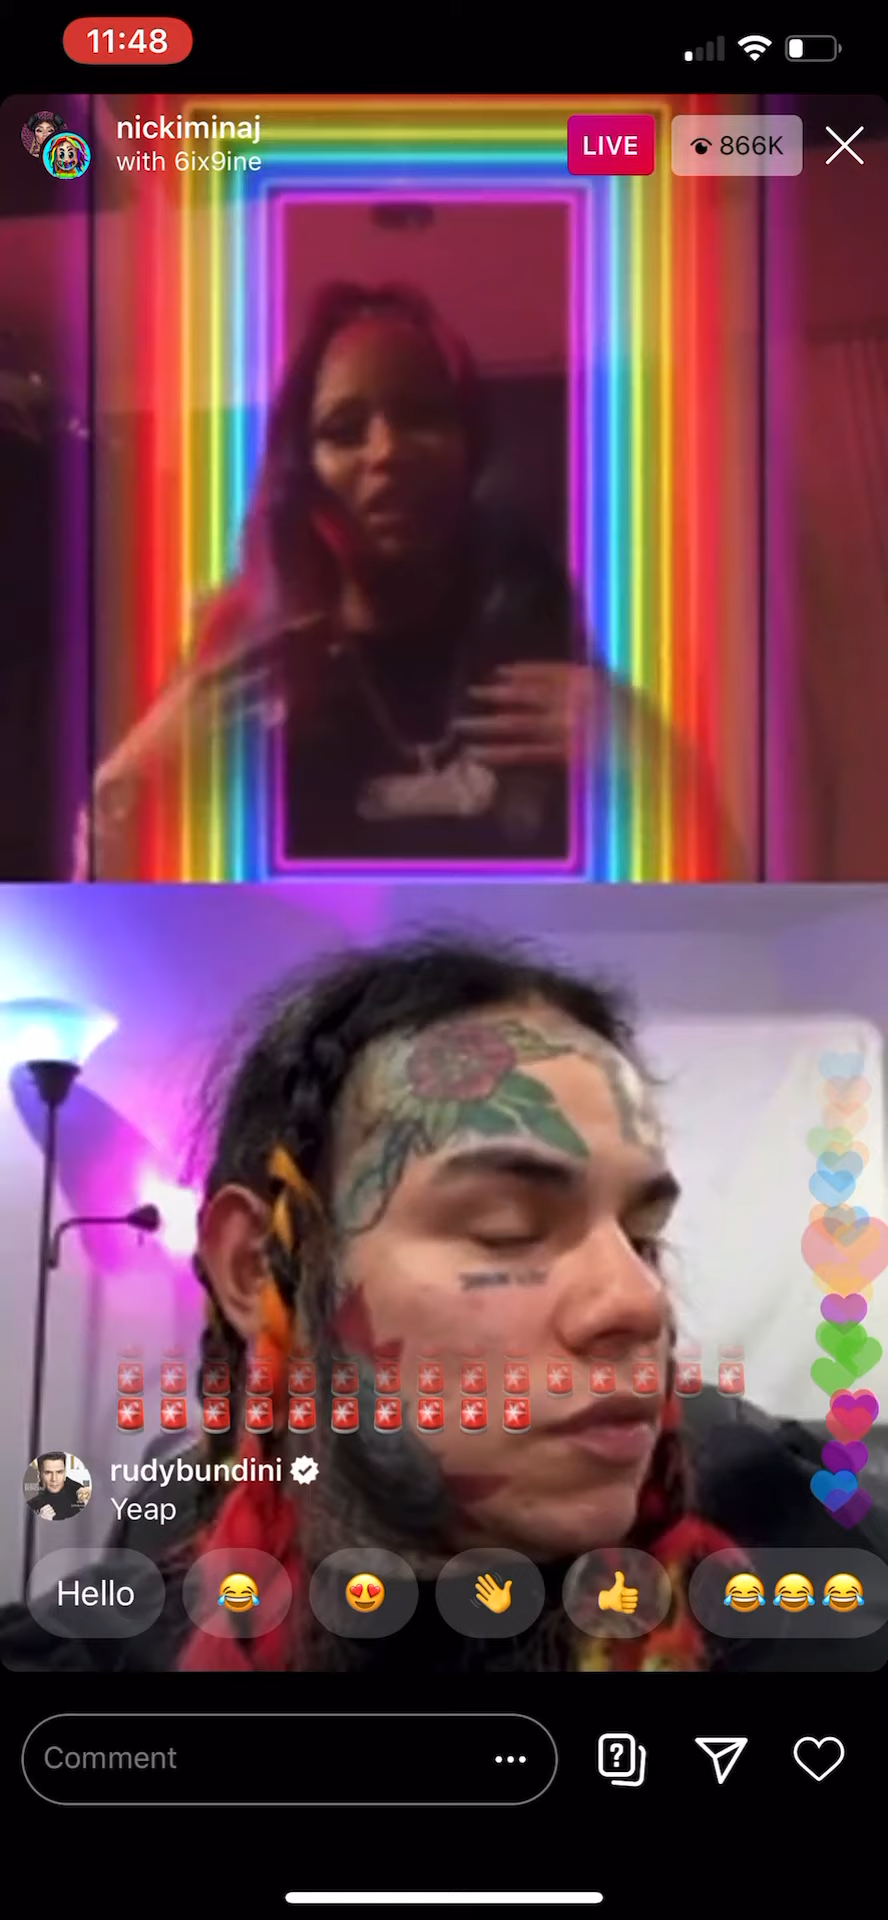 11:48
nickiminaj
with 6ix9ine
LIVE
866K
rudybundini
Yeap
Hello
Comment